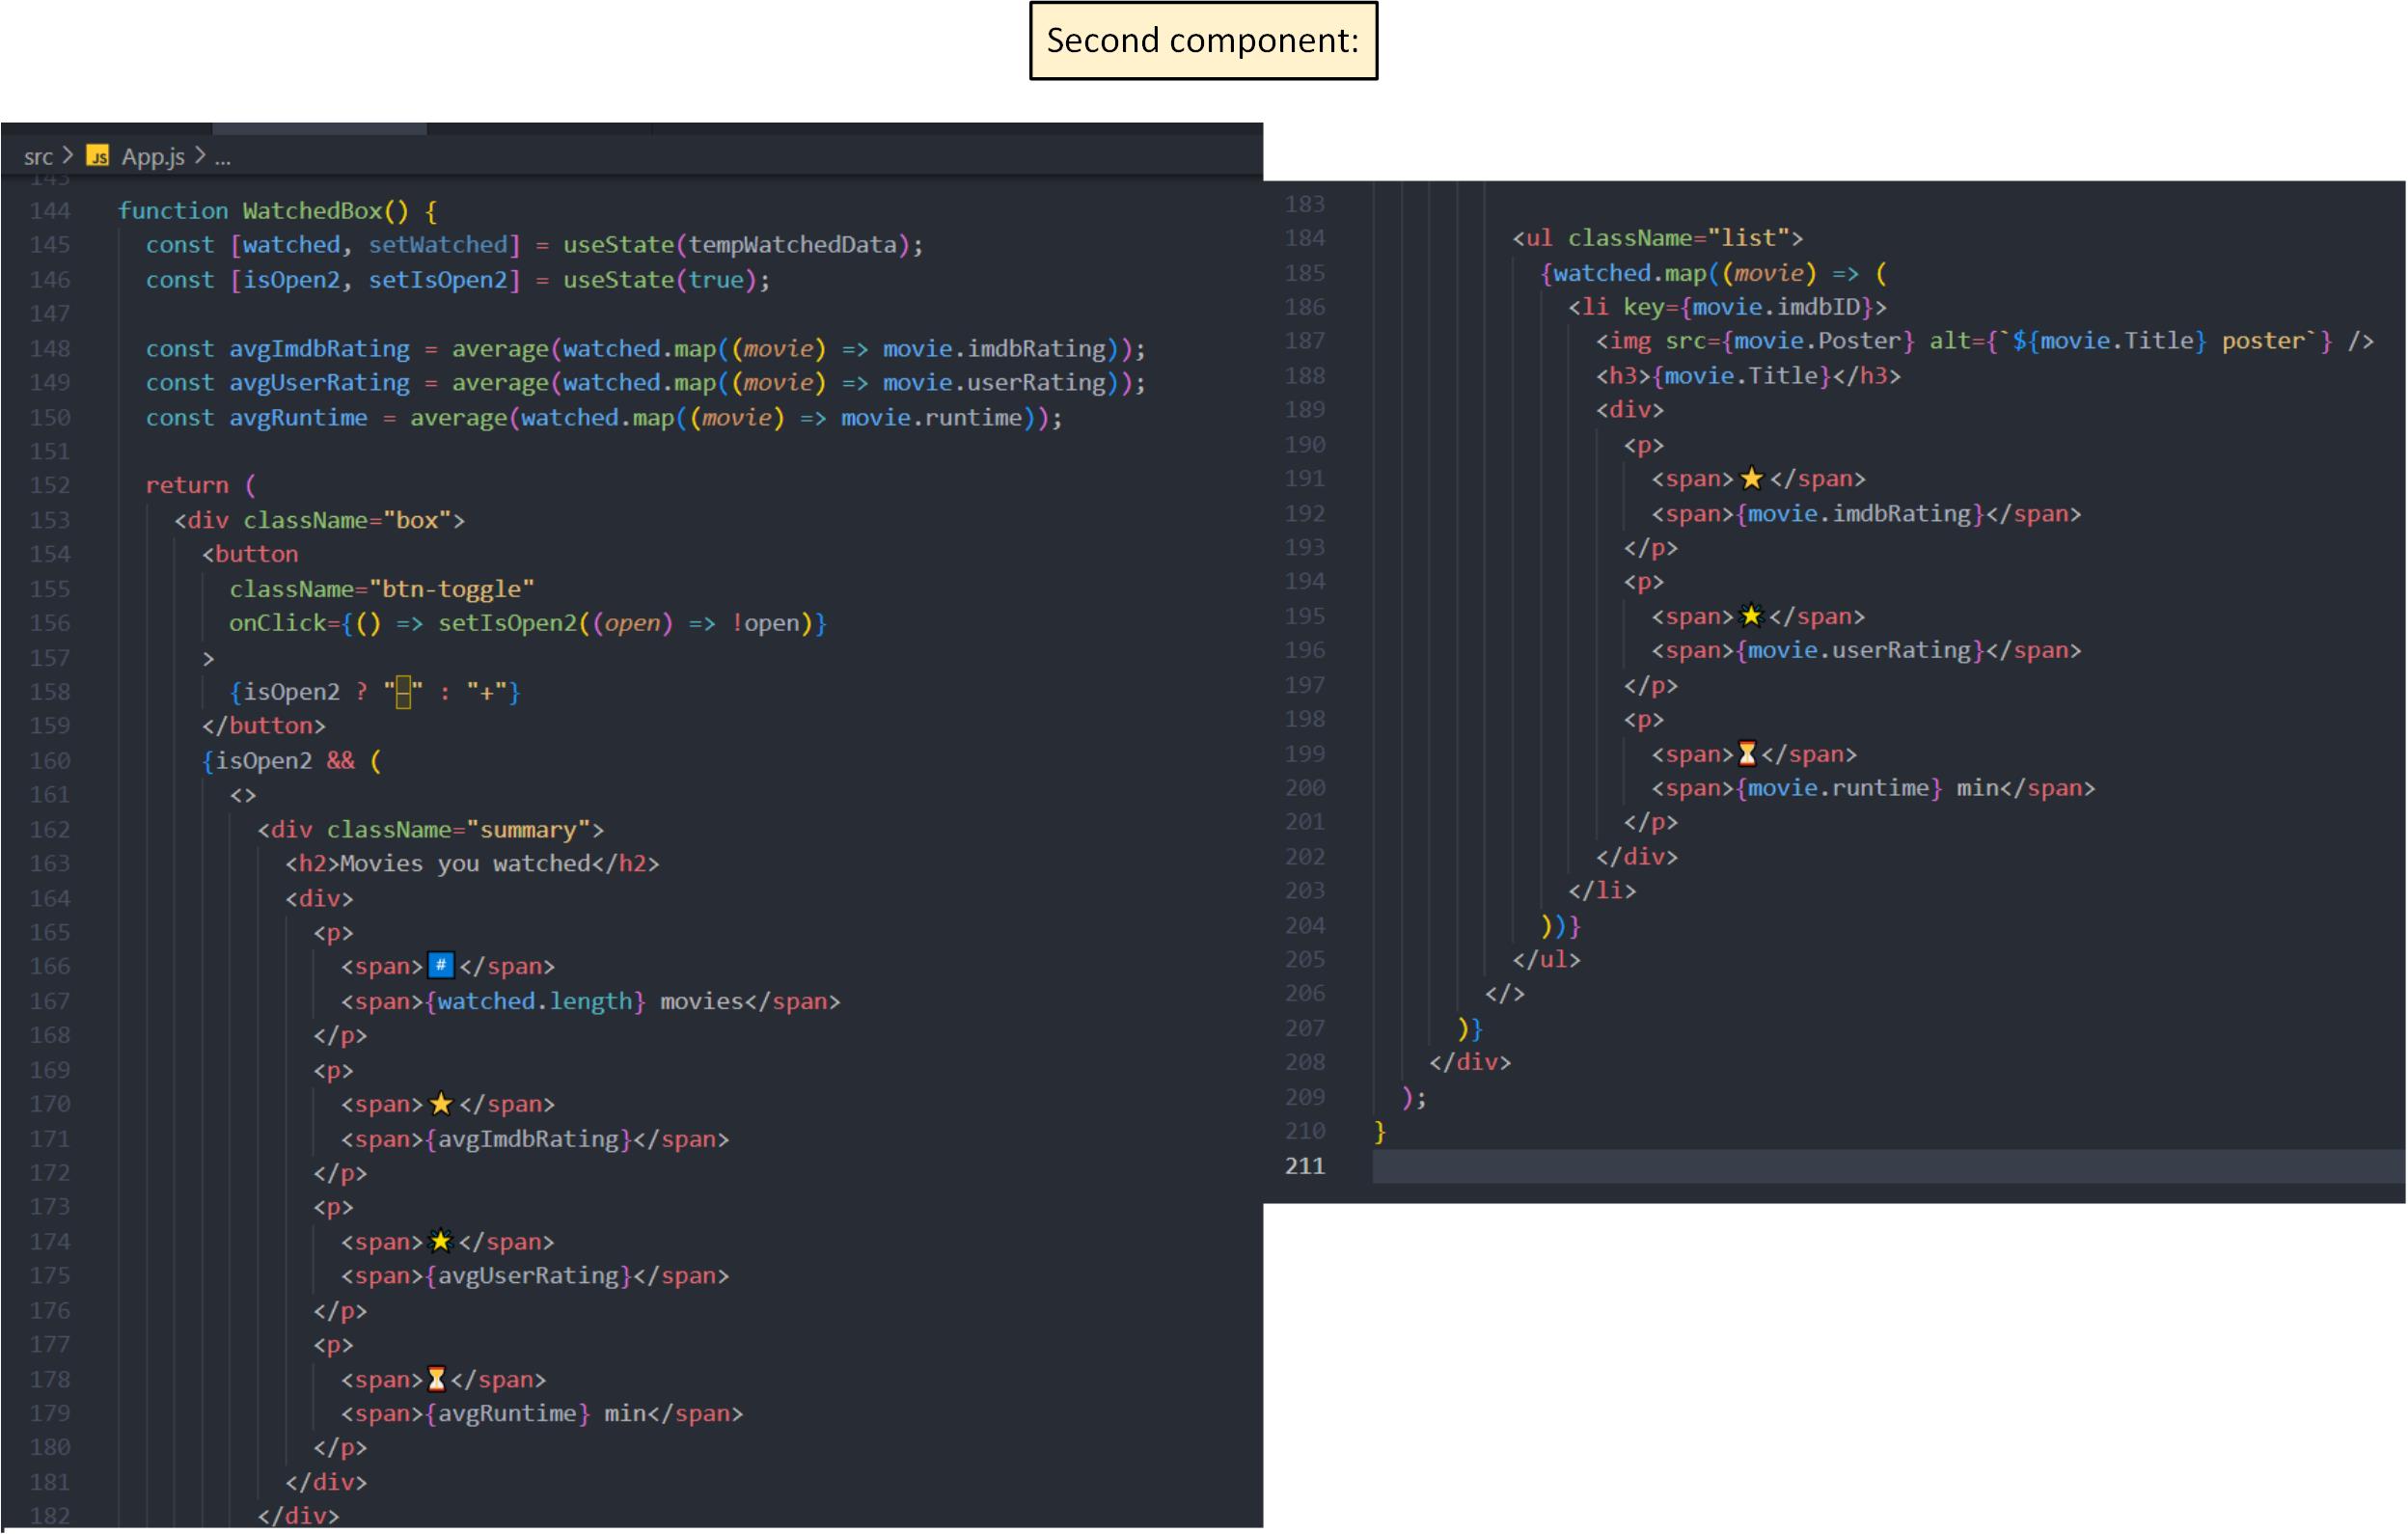 Second component:
src > JS App.js > ...
143
144 function WatchedBox() {
145   const [watched, setWatched] = useState(tempWatchedData);
146   const [isOpen2, setIsOpen2] = useState(true);
147
148   const avgImdbRating = average(watched.map((movie) => movie.imdbRating));
149   const avgUserRating = average(watched.map((movie) => movie.userRating));
150   const avgRuntime = average(watched.map((movie) => movie.runtime));
151
152   return (
153     <div className="box">
154       <button
155         className="btn-toggle"
156         onClick={() => setIsOpen2((open) => !open)}
157       >
158         {isOpen2 ? "–" : "+"}
159       </button>
160       {isOpen2 && (
161         <>
162           <div className="summary">
163             <h2>Movies you watched</h2>
164             <div>
165               <p>
166                 <span>#️⃣</span>
167                 <span>{watched.length} movies</span>
168               </p>
169               <p>
170                 <span>⭐️</span>
171                 <span>{avgImdbRating}</span>
172               </p>
173               <p>
174                 <span>🌟</span>
175                 <span>{avgUserRating}</span>
176               </p>
177               <p>
178                 <span>⏳</span>
179                 <span>{avgRuntime} min</span>
180               </p>
181             </div>
182           </div>
183
184           <ul className="list">
185             {watched.map((movie) => (
186               <li key={movie.imdbID}>
187                 <img src={movie.Poster} alt={`${movie.Title} poster`} />
188                 <h3>{movie.Title}</h3>
189                 <div>
190                   <p>
191                     <span>⭐️</span>
192                     <span>{movie.imdbRating}</span>
193                   </p>
194                   <p>
195                     <span>🌟</span>
196                     <span>{movie.userRating}</span>
197                   </p>
198                   <p>
199                     <span>⏳</span>
200                     <span>{movie.runtime} min</span>
201                   </p>
202                 </div>
203               </li>
204             ))}
205           </ul>
206         </>
207       )}
208     </div>
209   );
210 }
211